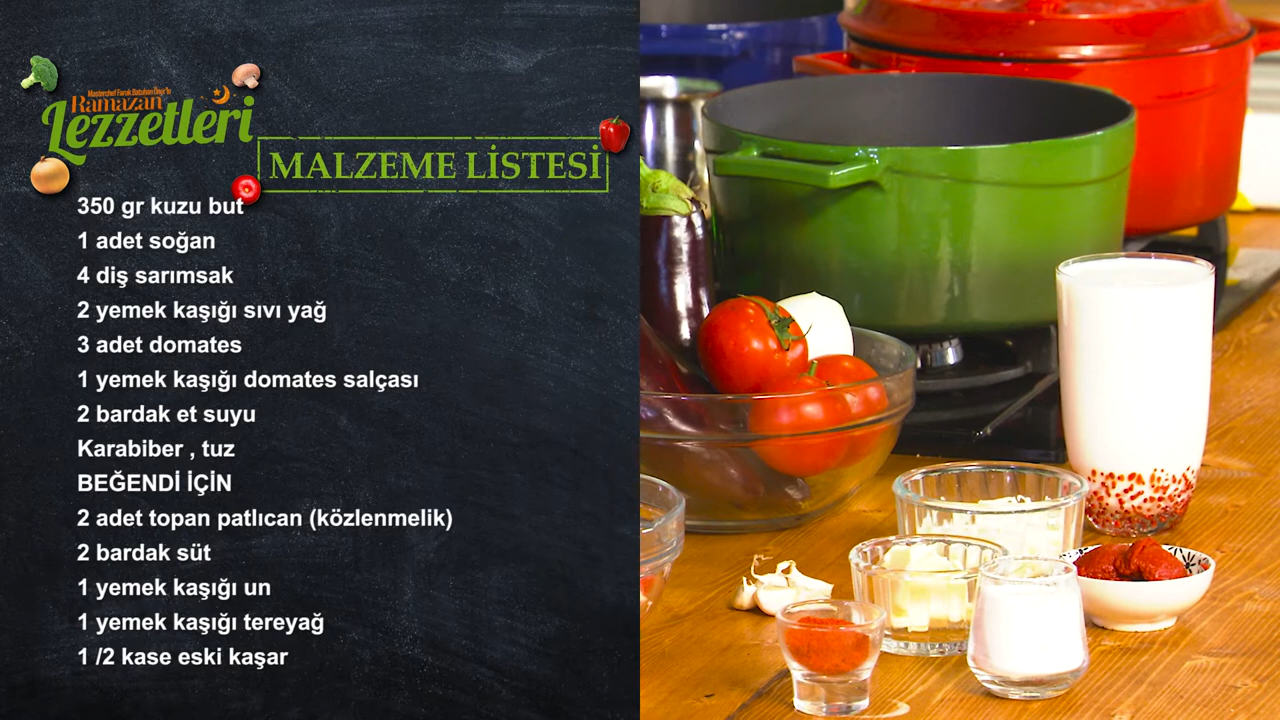 Masterchef Faruk Batuhan Öner'in
Ramazan
Lezzetleri
MALZEME LİSTESİ
350 gr kuzu but
1 adet soğan
4 diş sarımsak
2 yemek kaşığı sıvı yağ
3 adet domates
1 yemek kaşığı domates salçası
2 bardak et suyu
Karabiber , tuz
BEĞENDİ İÇİN
2 adet topan patlıcan (közlenmelik)
2 bardak süt
1 yemek kaşığı un
1 yemek kaşığı tereyağ
1 /2 kase eski kaşar